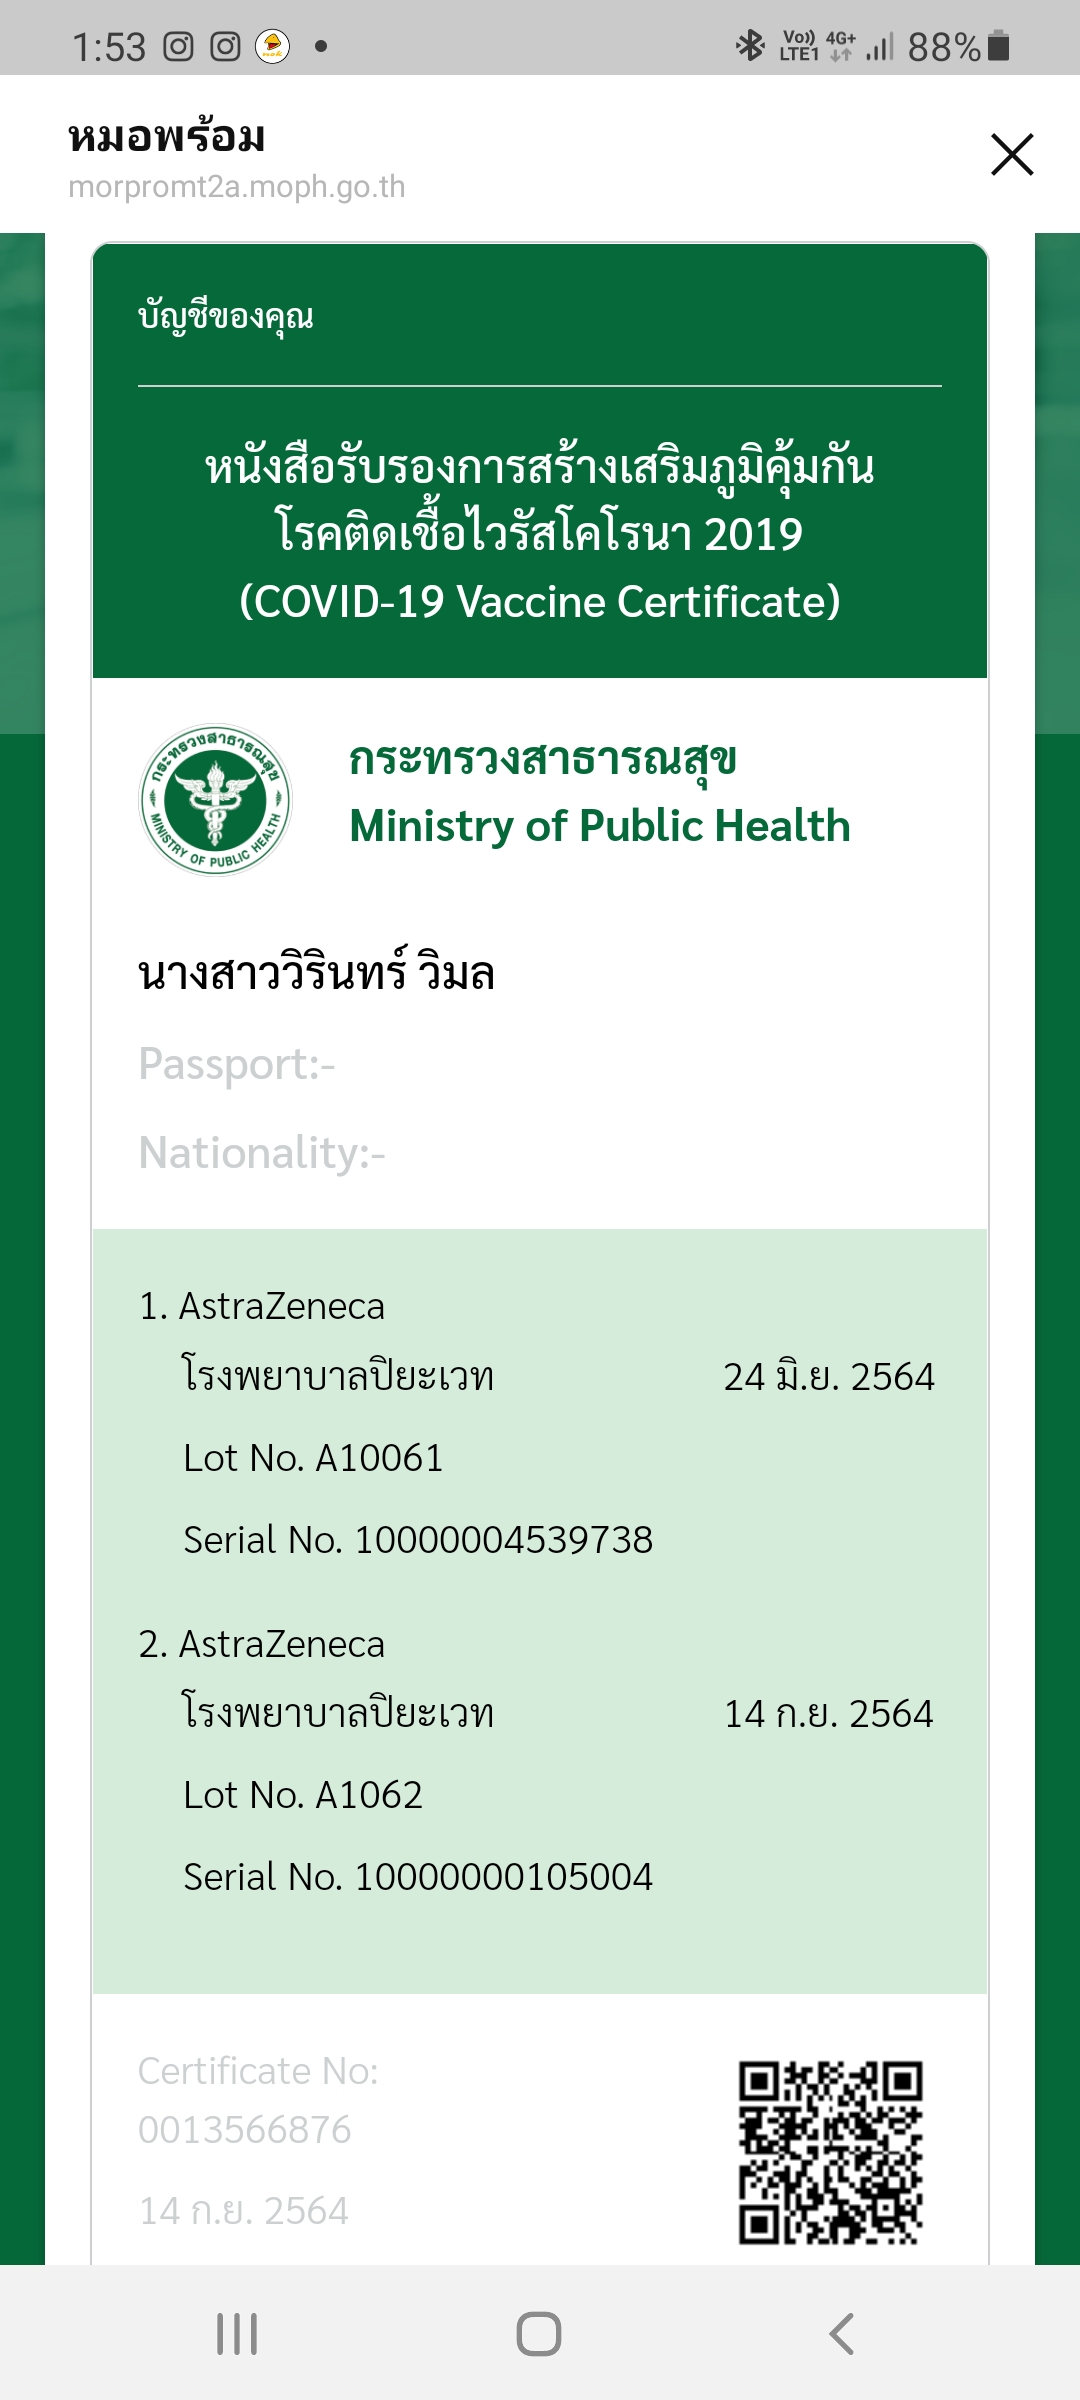 1:53
Vo)) LTE1 4G+ 88%
หมอพร้อม
morpromt2a.moph.go.th
บัญชีของคุณ
หนังสือรับรองการสร้างเสริมภูมิคุ้มกัน
โรคติดเชื้อไวรัสโคโรนา 2019
(COVID-19 Vaccine Certificate)
กระทรวงสาธารณสุข
MINISTRY OF PUBLIC HEALTH
กระทรวงสาธารณสุข
Ministry of Public Health
นางสาววิรินทร์ วิมล
Passport:-
Nationality:-
1. AstraZeneca
โรงพยาบาลปิยะเวท 24 มิ.ย. 2564
Lot No. A10061
Serial No. 10000004539738
2. AstraZeneca
โรงพยาบาลปิยะเวท 14 ก.ย. 2564
Lot No. A1062
Serial No. 10000000105004
Certificate No:
0013566876
14 ก.ย. 2564